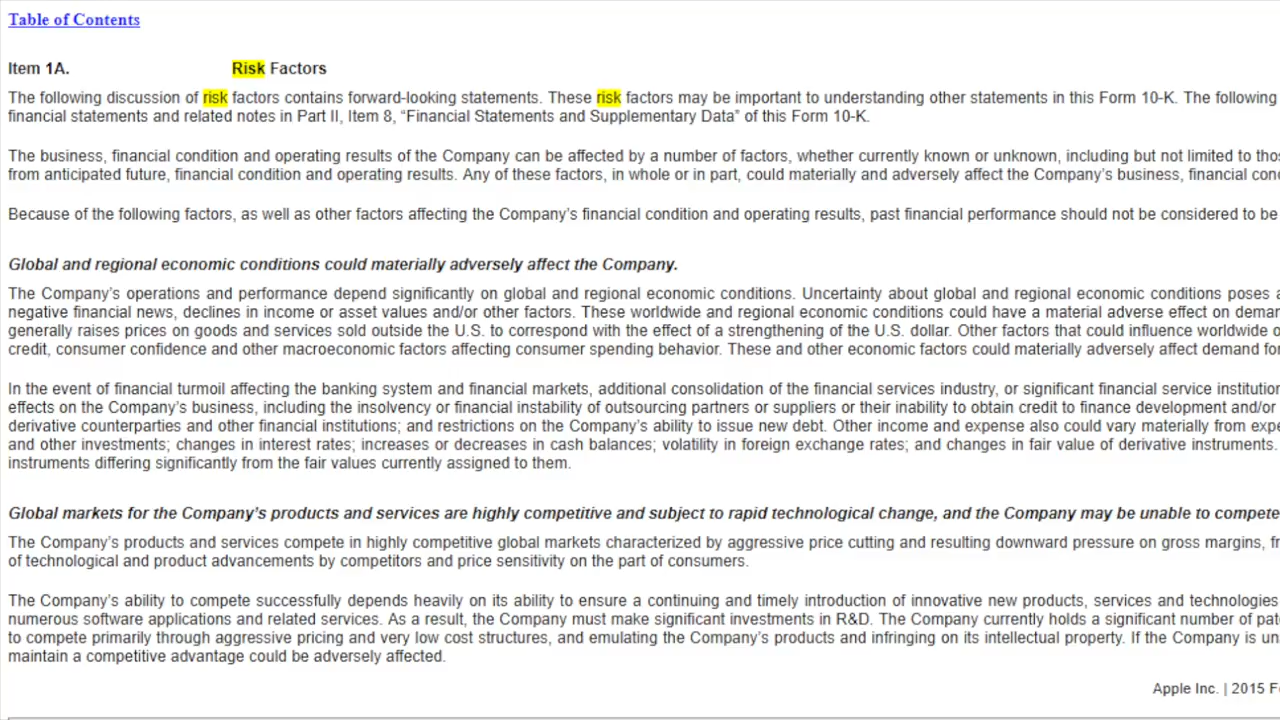 Table of Contents
Item 1A. Risk Factors
The following discussion of risk factors contains forward-looking statements. These risk factors may be important to understanding other statements in this Form 10-K. The following
financial statements and related notes in Part II, Item 8, “Financial Statements and Supplementary Data” of this Form 10-K.
The business, financial condition and operating results of the Company can be affected by a number of factors, whether currently known or unknown, including but not limited to thos
from anticipated future, financial condition and operating results. Any of these factors, in whole or in part, could materially and adversely affect the Company’s business, financial con
Because of the following factors, as well as other factors affecting the Company’s financial condition and operating results, past financial performance should not be considered to be
Global and regional economic conditions could materially adversely affect the Company.
The Company’s operations and performance depend significantly on global and regional economic conditions. Uncertainty about global and regional economic conditions poses a
negative financial news, declines in income or asset values and/or other factors. These worldwide and regional economic conditions could have a material adverse effect on deman
generally raises prices on goods and services sold outside the U.S. to correspond with the effect of a strengthening of the U.S. dollar. Other factors that could influence worldwide o
credit, consumer confidence and other macroeconomic factors affecting consumer spending behavior. These and other economic factors could materially adversely affect demand fo
In the event of financial turmoil affecting the banking system and financial markets, additional consolidation of the financial services industry, or significant financial service institution
effects on the Company’s business, including the insolvency or financial instability of outsourcing partners or suppliers or their inability to obtain credit to finance development and/or
derivative counterparties and other financial institutions; and restrictions on the Company’s ability to issue new debt. Other income and expense also could vary materially from expe
and other investments; changes in interest rates; increases or decreases in cash balances; volatility in foreign exchange rates; and changes in fair value of derivative instruments.
instruments differing significantly from the fair values currently assigned to them.
Global markets for the Company’s products and services are highly competitive and subject to rapid technological change, and the Company may be unable to compete
The Company’s products and services compete in highly competitive global markets characterized by aggressive price cutting and resulting downward pressure on gross margins, fr
of technological and product advancements by competitors and price sensitivity on the part of consumers.
The Company’s ability to compete successfully depends heavily on its ability to ensure a continuing and timely introduction of innovative new products, services and technologies
numerous software applications and related services. As a result, the Company must make significant investments in R&D. The Company currently holds a significant number of pat
to compete primarily through aggressive pricing and very low cost structures, and emulating the Company’s products and infringing on its intellectual property. If the Company is un
maintain a competitive advantage could be adversely affected.
Apple Inc. | 2015 F